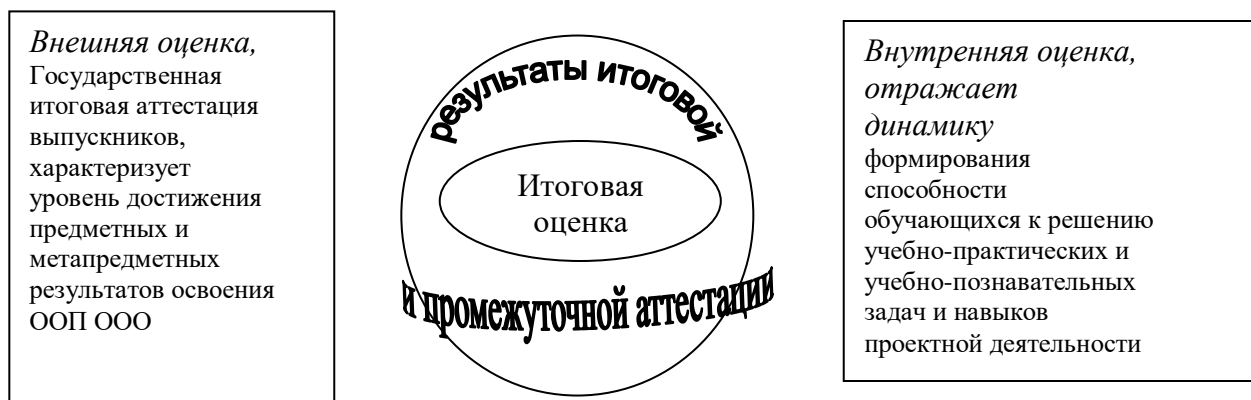 Внешняя оценка,
Государственная
итоговая аттестация
выпускников,
характеризует
уровень достижения
предметных и
метапредметных
результатов освоения
ООП ООО
результаты итоговой
Итоговая
оценка
и промежуточной аттестации
Внутренняя оценка,
отражает
динамику
формирования
способности
обучающихся к решению
учебно-практических и
учебно-познавательных
задач и навыков
проектной деятельности